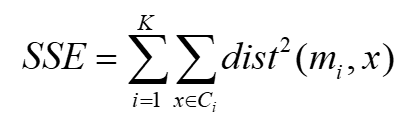 SSE = \sum_{i=1}^{K} \sum_{x \in C_i} dist^2(m_i, x)